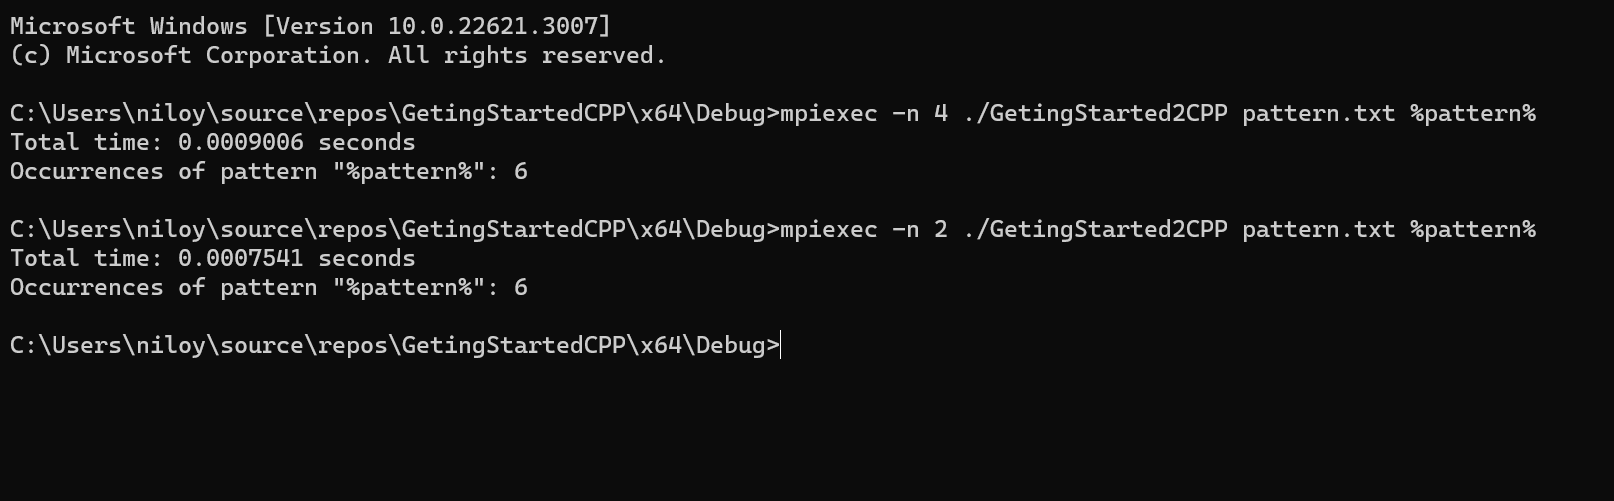 Microsoft Windows [Version 10.0.22621.3007]
(c) Microsoft Corporation. All rights reserved.
C:\Users\niloy\source\repos\GetingStartedCPP\x64\Debug>mpiexec -n 4 ./GetingStarted2CPP pattern.txt %pattern%
Total time: 0.0009006 seconds
Occurrences of pattern "%pattern%": 6
C:\Users\niloy\source\repos\GetingStartedCPP\x64\Debug>mpiexec -n 2 ./GetingStarted2CPP pattern.txt %pattern%
Total time: 0.0007541 seconds
Occurrences of pattern "%pattern%": 6
C:\Users\niloy\source\repos\GetingStartedCPP\x64\Debug>